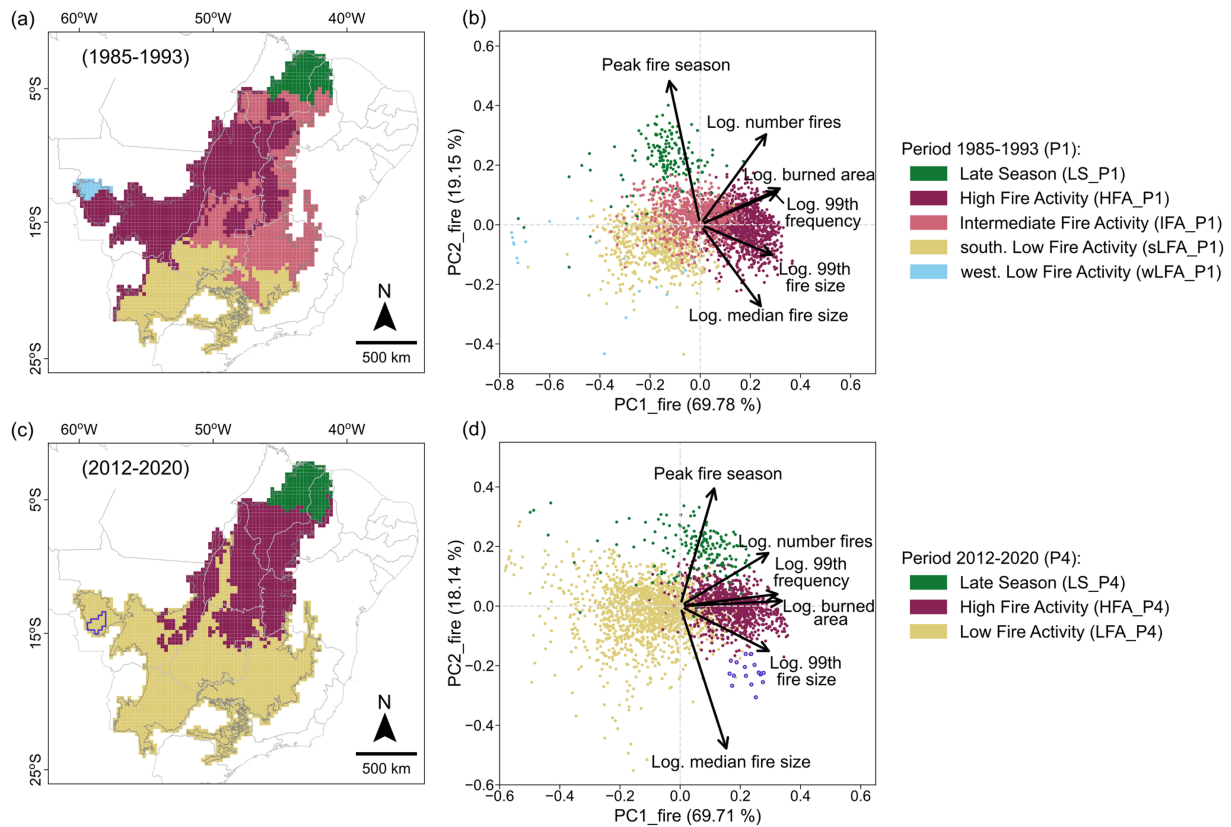 (a)
60°W
50°W
40°W
(1985-1993)
5°S
15°S
25°S
N
500 km
(b)
0.6
0.4
0.2
0.0
−0.2
−0.4
PC2_fire (19.15 %)
Peak fire season
Log. number fires
Log. burned area
Log. 99th
frequency
Log. 99th
fire size
Log. median fire size
−0.8
−0.6
−0.4
−0.2
0.0
0.2
0.4
0.6
PC1_fire (69.78 %)
Period 1985-1993 (P1):
Late Season (LS_P1)
High Fire Activity (HFA_P1)
Intermediate Fire Activity (IFA_P1)
south. Low Fire Activity (sLFA_P1)
west. Low Fire Activity (wLFA_P1)
(c)
60°W
50°W
40°W
(2012-2020)
5°S
15°S
25°S
N
500 km
(d)
0.4
0.2
0.0
−0.2
−0.4
−0.6
PC2_fire (18.14 %)
Peak fire season
Log. number fires
Log. 99th
frequency
Log. burned
area
Log. 99th
fire size
Log. median fire size
−0.6
−0.4
−0.2
0.0
0.2
0.4
0.6
PC1_fire (69.71 %)
Period 2012-2020 (P4):
Late Season (LS_P4)
High Fire Activity (HFA_P4)
Low Fire Activity (LFA_P4)